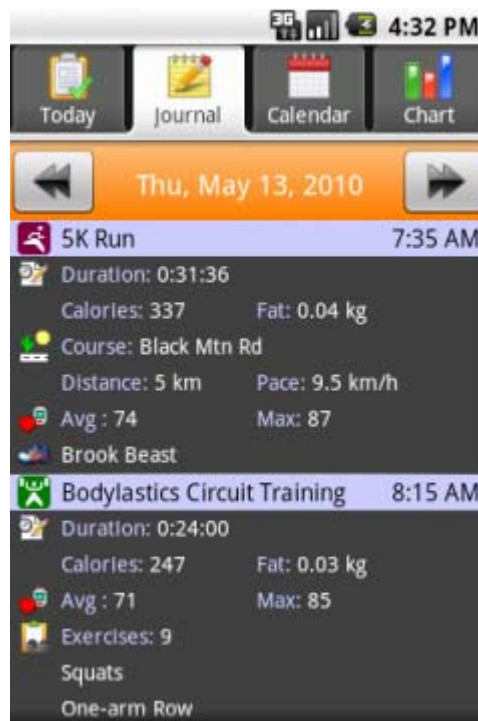 3G 4:32 PM
Today Journal Calendar Chart
Thu, May 13, 2010
5K Run 7:35 AM
Duration: 0:31:36
Calories: 337 Fat: 0.04 kg
Course: Black Mtn Rd
Distance: 5 km Pace: 9.5 km/h
Avg : 74 Max: 87
Brook Beast
Bodylastics Circuit Training 8:15 AM
Duration: 0:24:00
Calories: 247 Fat: 0.03 kg
Avg : 71 Max: 85
Exercises: 9
Squats
One-arm Row